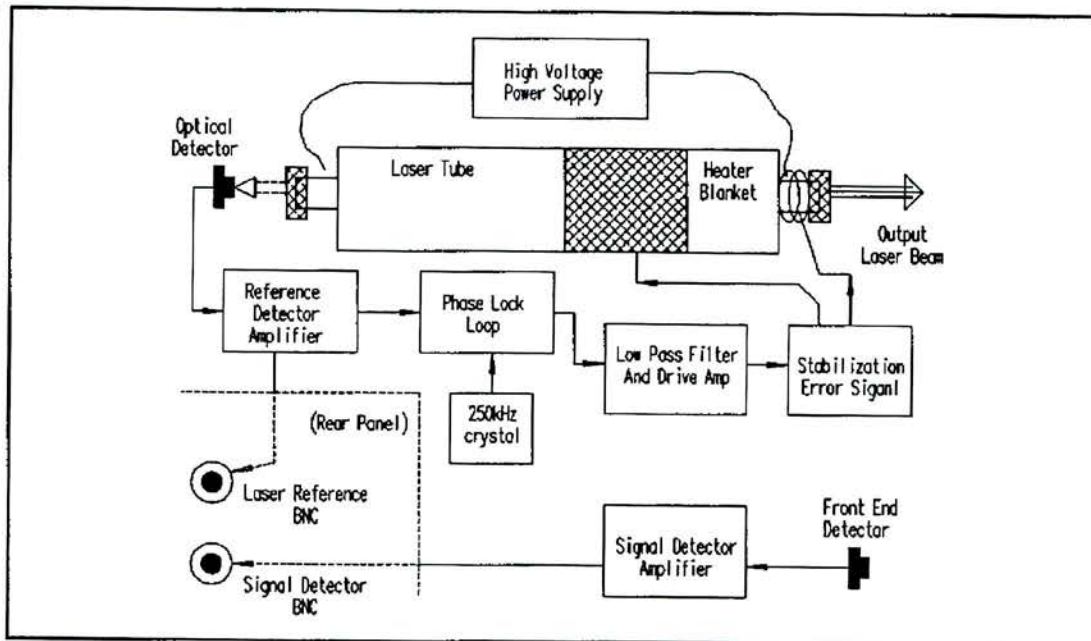 High Voltage
Power Supply
Optical
Detector
Laser Tube
Heater
Blanket
Output
Laser Beam
Reference
Detector
Amplifier
Phase Lock
Loop
Low Pass Filter
And Drive Amp
Stabilization
Error Siganl
250kHz
crystal
(Rear Panel)
Laser Reference
BNC
Front End
Detector
Signal Detector
Amplifier
Signal Detector
BNC